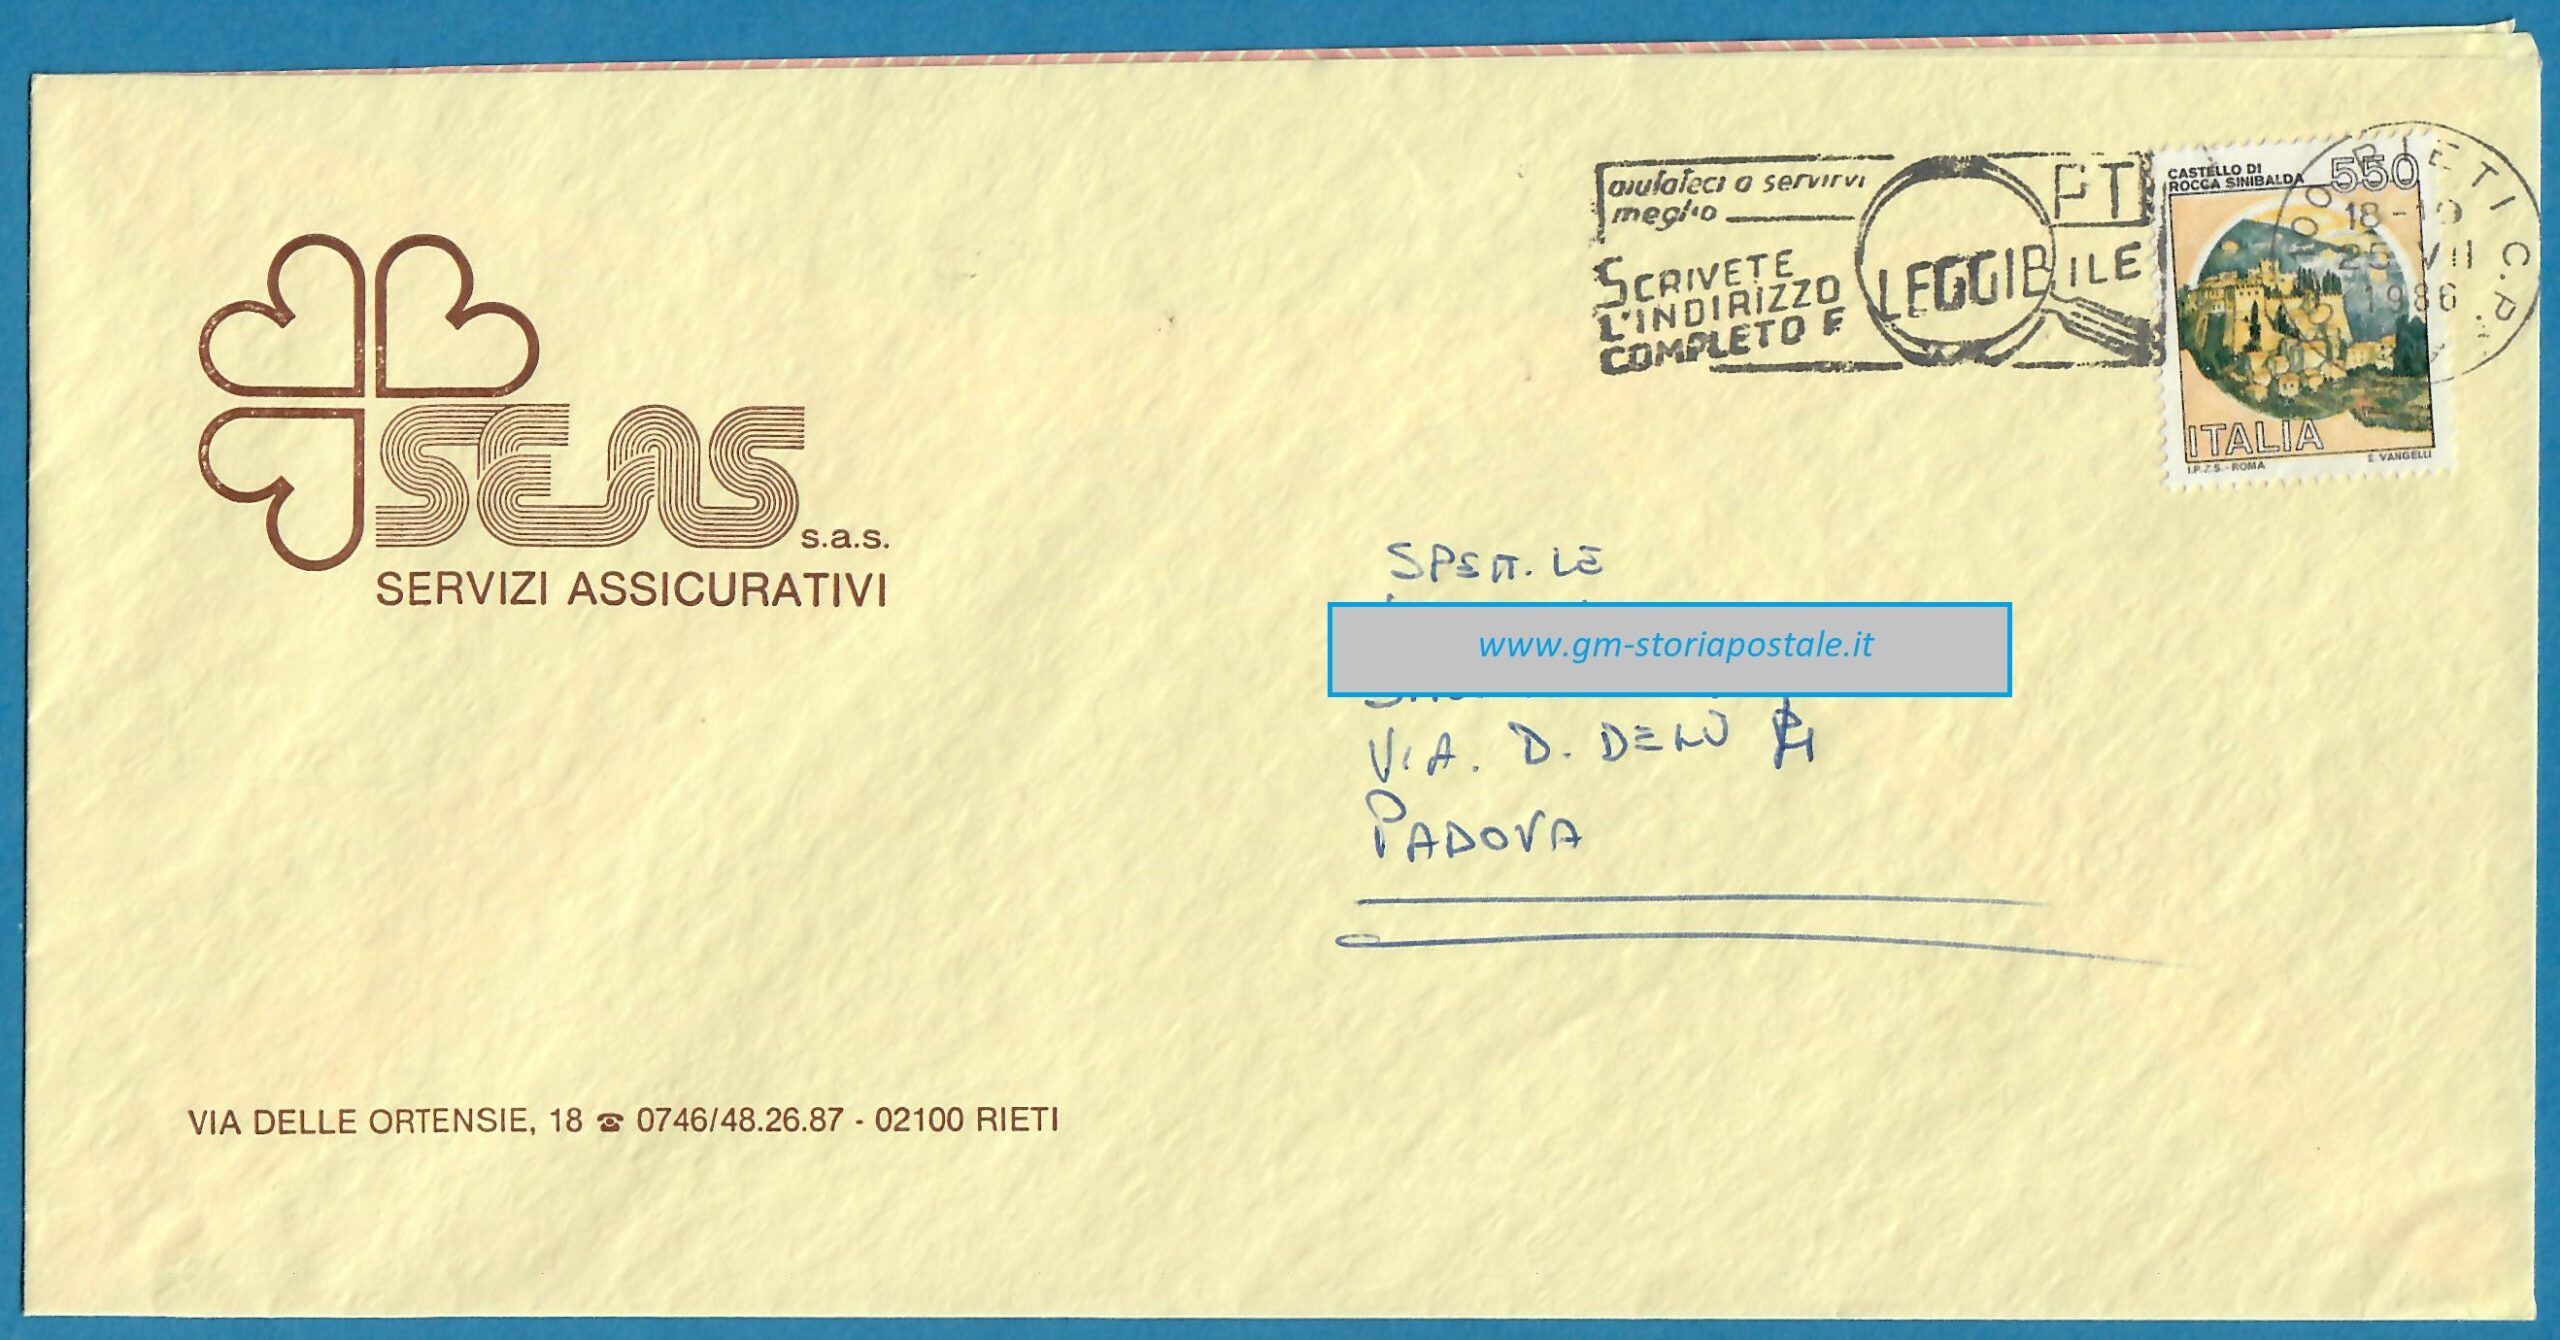 SEAS s.a.s.
SERVIZI ASSICURATIVI
aiutateci a servirvi
meglio
PT
SCRIVETE
L'INDIRIZZO
COMPLETO E
LEGGIBILE
CASTELLO DI
ROCCA SINIBALDA
550
ITALIA
I.P.Z.S. - ROMA
E. VANGELLI
RIETI C.P.
18-19
25 VII
1986
SPETT.LE
www.gm-storiapostale.it
VIA. D.
PADOVA
VIA DELLE ORTENSIE, 18 ☎ 0746/48.26.87 - 02100 RIETI